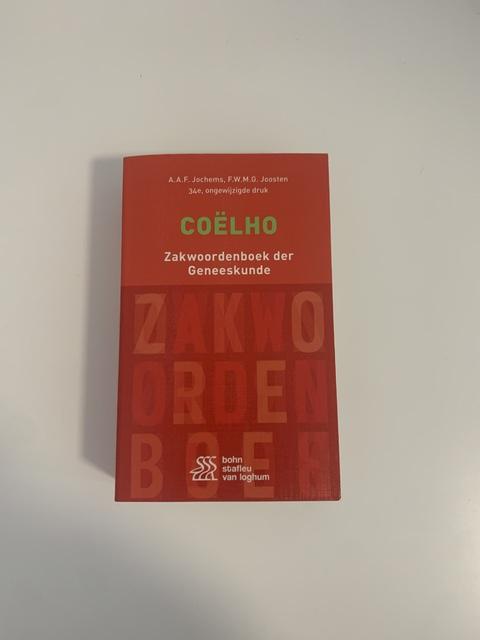 A.A.F. Jochems, F.W.M.G. Joosten
34e, ongewijzigde druk
COËLHO
Zakwoordenboek der
Geneeskunde
ZAKWO
ORDEN
BOEK
bohn
stafleu
van loghum